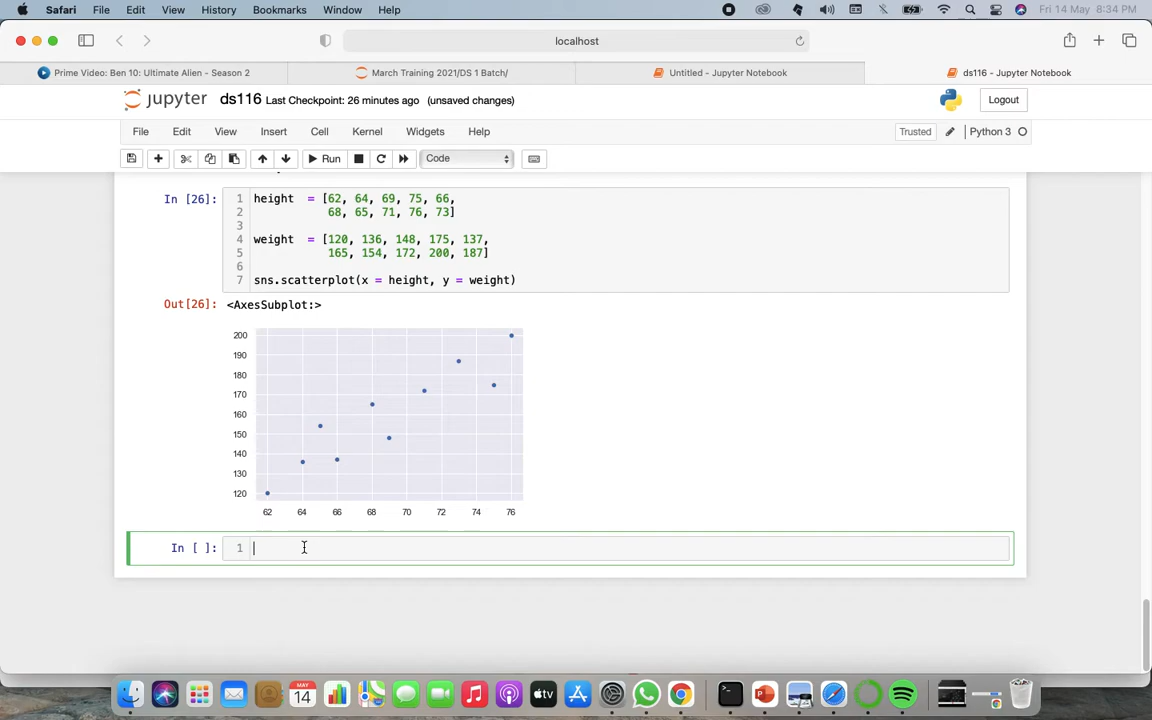 Safari File Edit View History Bookmarks Window Help Fri 14 May 8:34 PM
localhost
Prime Video: Ben 10: Ultimate Alien - Season 2
March Training 2021/DS 1 Batch/
Untitled - Jupyter Notebook
ds116 - Jupyter Notebook
jupyter ds116 Last Checkpoint: 26 minutes ago (unsaved changes)
Logout
File Edit View Insert Cell Kernel Widgets Help
Trusted
Python 3
Run
Code
In [26]:
1 height = [62, 64, 69, 75, 66,
2 68, 65, 71, 76, 73]
3
4 weight = [120, 136, 148, 175, 137,
5 165, 154, 172, 200, 187]
6
7 sns.scatterplot(x = height, y = weight)
Out[26]: <AxesSubplot:>
200
190
180
170
160
150
140
130
120
62 64 66 68 70 72 74 76
In [ ]: 1
MAY
14
tv